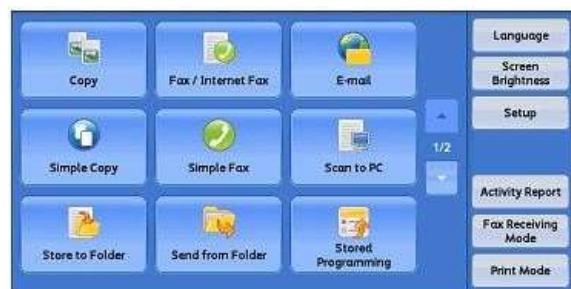 Copy
Fax / Internet Fax
E-mail
Simple Copy
Simple Fax
Scan to PC
Store to Folder
Send from Folder
Stored
Programming
1/2
Language
Screen
Brightness
Setup
Activity Report
Fax Receiving
Mode
Print Mode